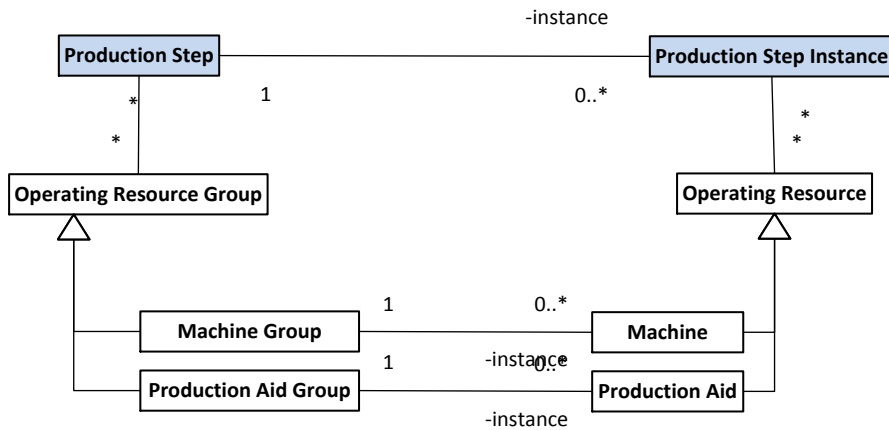 -instance
Production Step
Production Step Instance
1
0..*
*
*
*
*
Operating Resource Group
Operating Resource
1
0..*
Machine Group
Machine
-instance
1
0..*
Production Aid Group
Production Aid
-instance